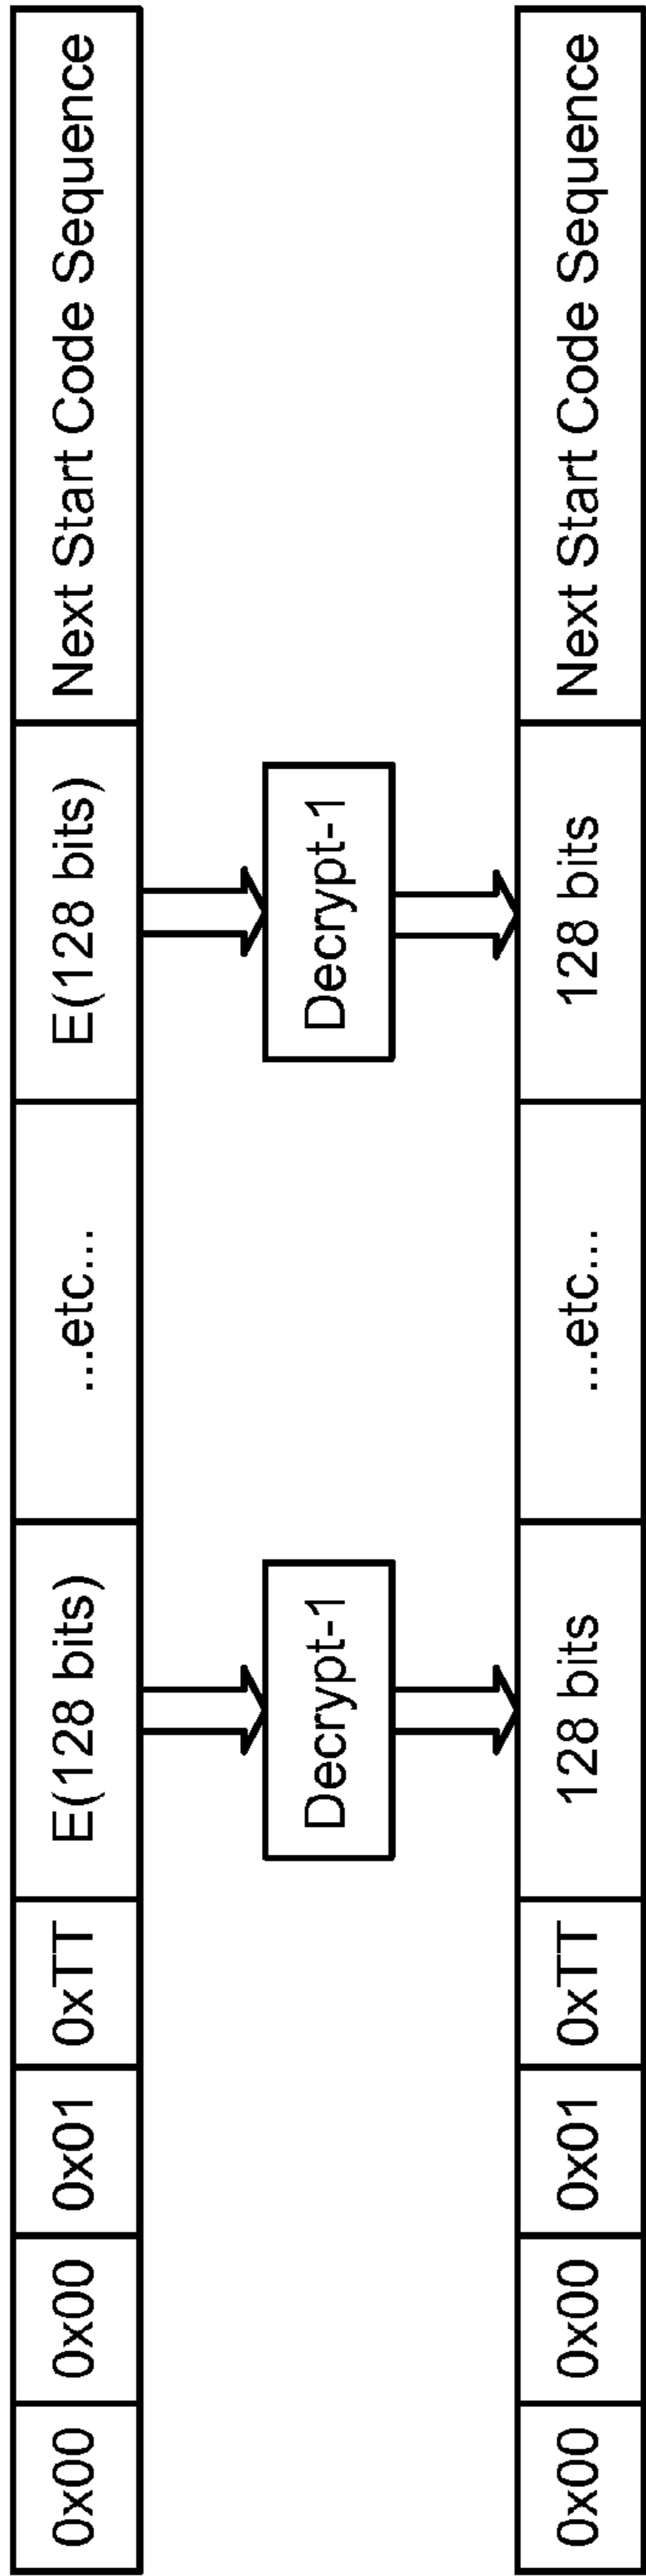 0x00 0x00 0x01 0xTT E(128 bits) ...etc... E(128 bits) Next Start Code Sequence
Decrypt-1 Decrypt-1
0x00 0x00 0x01 0xTT 128 bits ...etc... 128 bits Next Start Code Sequence